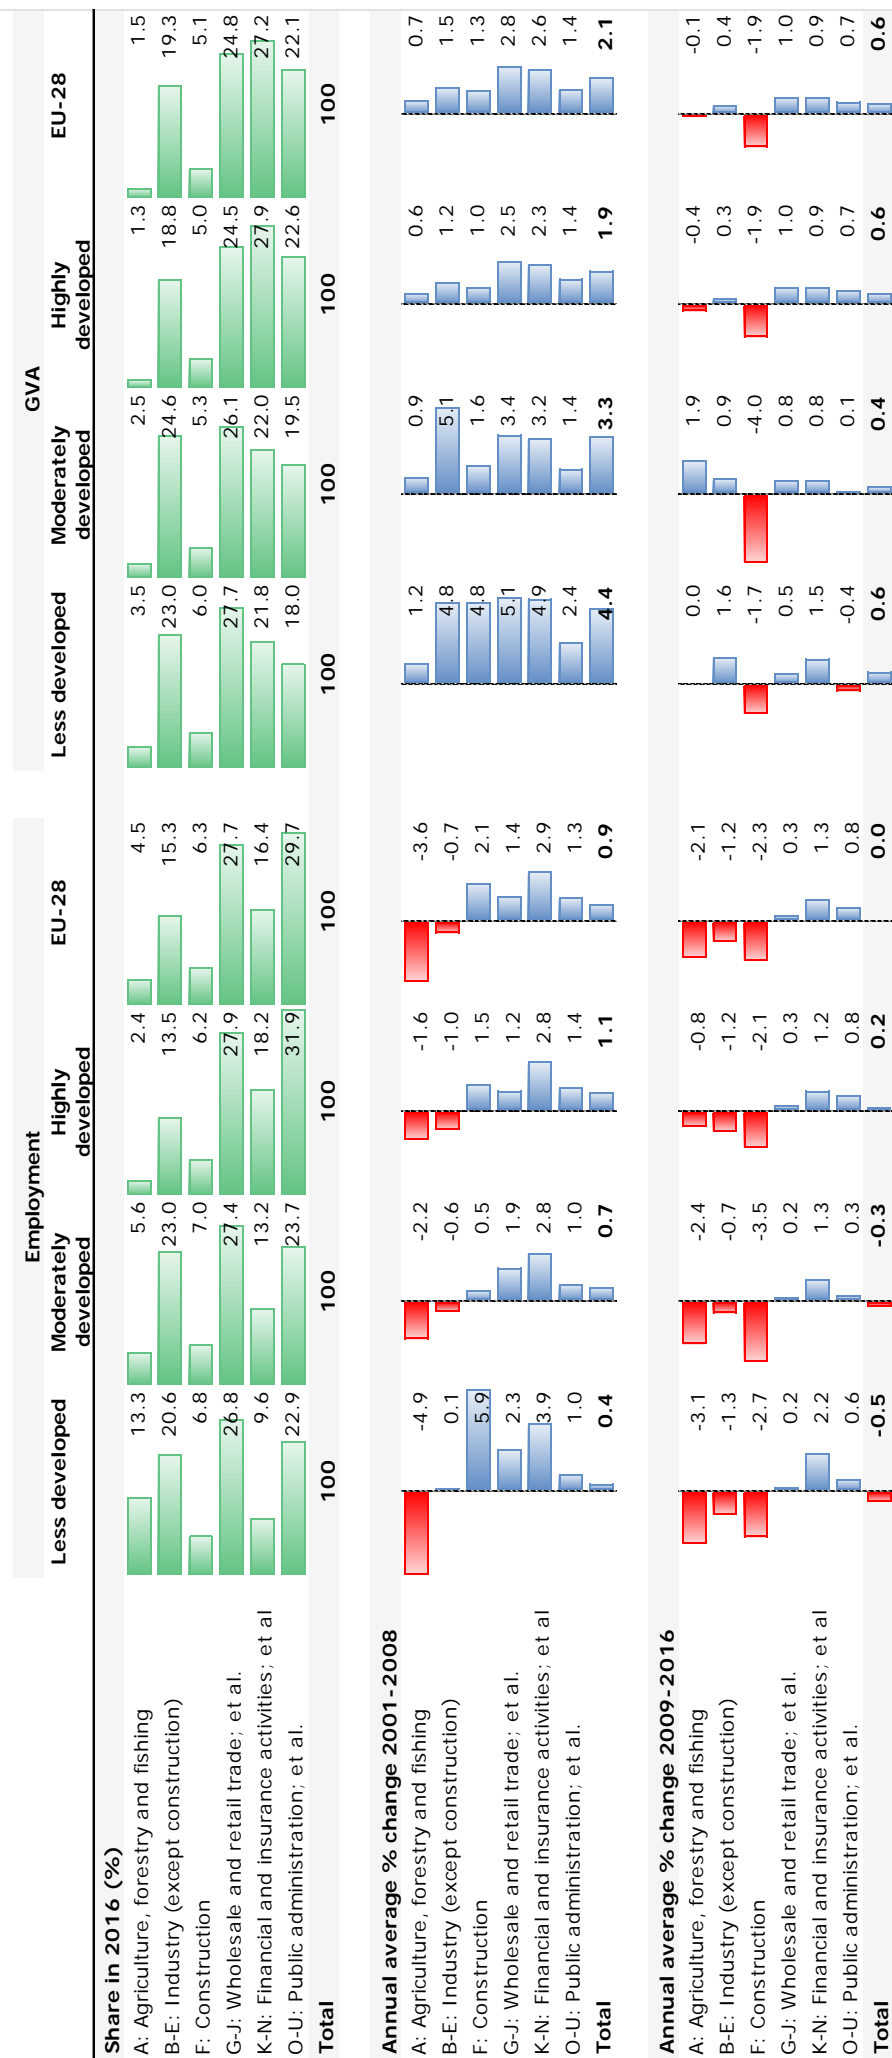 Employment GVA
Less developed Moderately developed Highly developed EU-28 Less developed Moderately developed Highly developed EU-28
Share in 2016 (%)
A: Agriculture, forestry and fishing 13.3 5.6 2.4 4.5 3.5 2.5 1.3 1.5
B-E: Industry (except construction) 20.6 23.0 13.5 15.3 23.0 24.6 18.8 19.3
F: Construction 6.8 7.0 6.2 6.3 6.0 5.3 5.0 5.1
G-J: Wholesale and retail trade; et al. 26.8 27.4 27.9 27.7 27.7 26.1 24.5 24.8
K-N: Financial and insurance activities; et al 9.6 13.2 18.2 16.4 21.8 22.0 27.9 27.2
O-U: Public administration; et al. 22.9 23.7 31.9 29.7 18.0 19.5 22.6 22.1
Total 100 100 100 100 100 100 100 100
Annual average % change 2001-2008
A: Agriculture, forestry and fishing -4.9 -2.2 -1.6 -3.6 1.2 0.9 0.6 0.7
B-E: Industry (except construction) 0.1 -0.6 -1.0 -0.7 4.8 5.1 1.2 1.5
F: Construction 5.9 0.5 1.5 2.1 4.8 1.6 1.0 1.3
G-J: Wholesale and retail trade; et al. 2.3 1.9 1.2 1.4 5.1 3.4 2.5 2.8
K-N: Financial and insurance activities; et al 3.9 2.8 2.8 2.9 4.9 3.2 2.3 2.6
O-U: Public administration; et al. 1.0 1.0 1.4 1.3 2.4 1.4 1.4 1.4
Total 0.4 0.7 1.1 0.9 4.4 3.3 1.9 2.1
Annual average % change 2009-2016
A: Agriculture, forestry and fishing -3.1 -2.4 -0.8 -2.1 0.0 1.9 -0.4 -0.1
B-E: Industry (except construction) -1.3 -0.7 -1.2 -1.2 1.6 0.9 0.3 0.4
F: Construction -2.7 -3.5 -2.1 -2.3 -1.7 -4.0 -1.9 -1.9
G-J: Wholesale and retail trade; et al. 0.2 0.2 0.3 0.3 0.5 0.8 1.0 1.0
K-N: Financial and insurance activities; et al 2.2 1.3 1.2 1.3 1.5 0.8 0.9 0.9
O-U: Public administration; et al. 0.6 0.3 0.8 0.8 -0.4 0.1 0.7 0.7
Total -0.5 -0.3 0.2 0.0 0.6 0.4 0.6 0.6